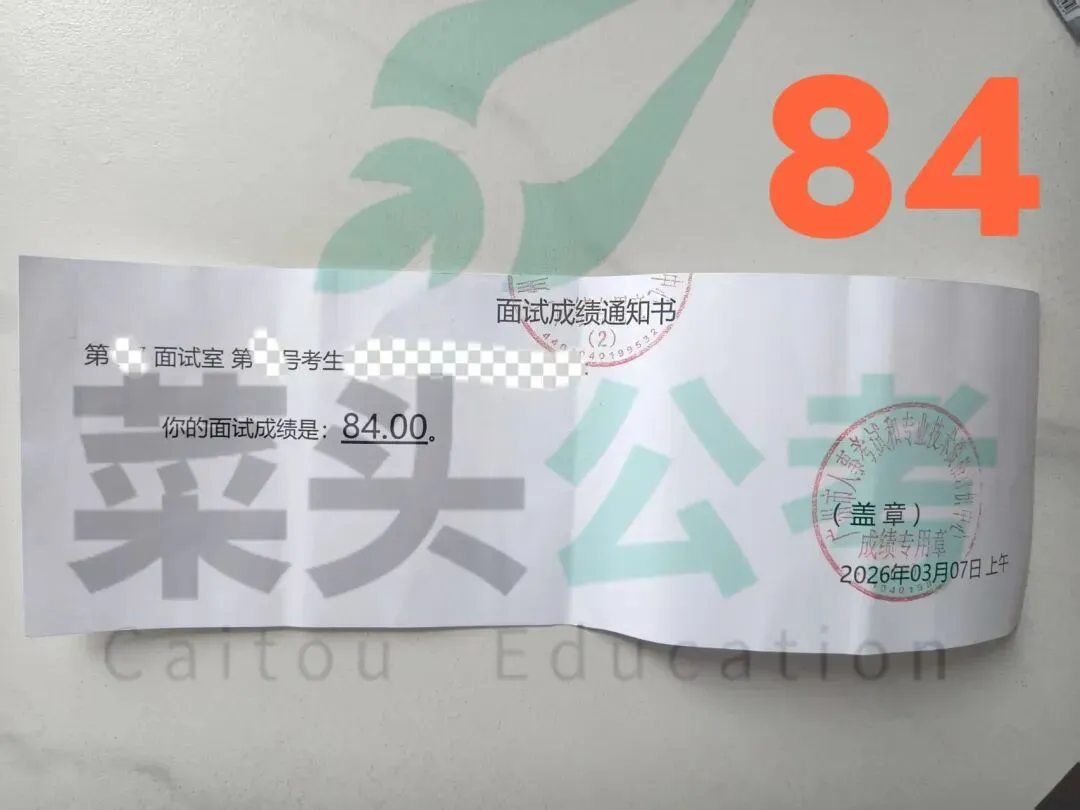 84
面试成绩通知书
(2)
第 面试室 第 号考生 :
你的面试成绩是：84.00。
菜头公考
(盖章)
成绩专用章
2026年03月07日 上午
Caitou Education